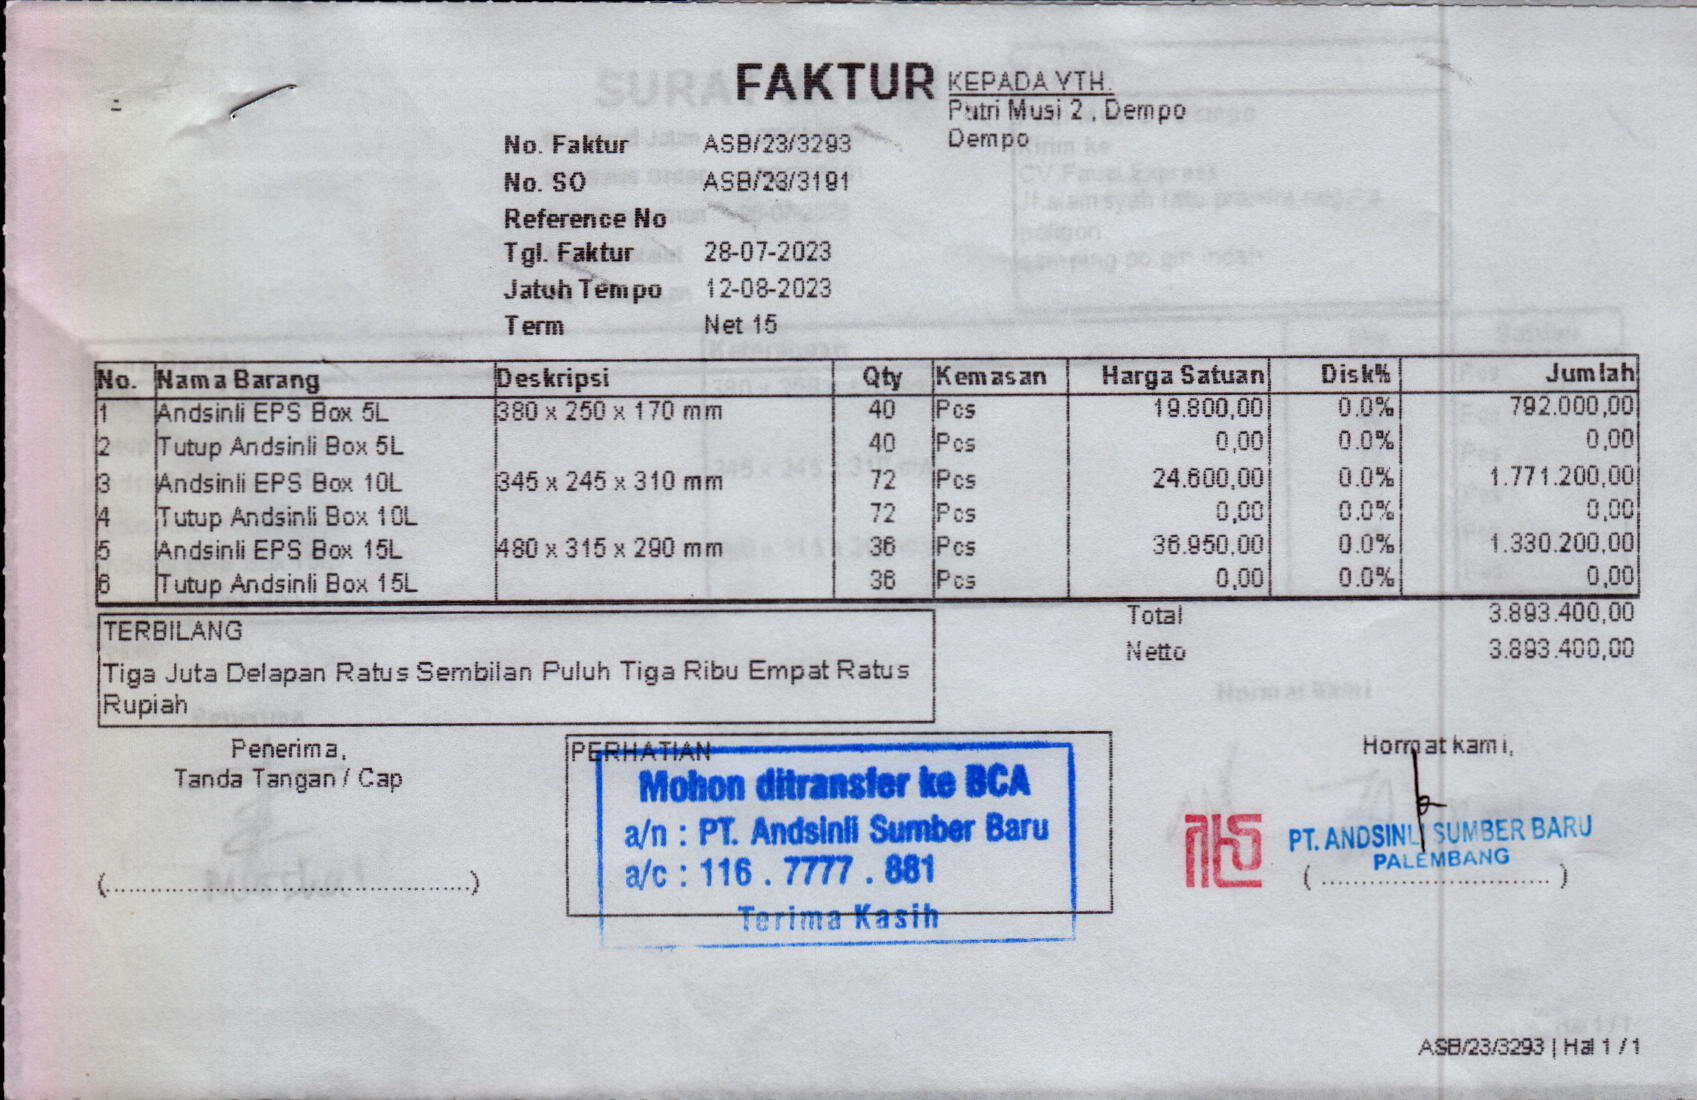 FAKTUR
KEPADA YTH.
Putri Musi 2 , Dempo
Dempo
No. Faktur ASB/23/3293
No. SO ASB/23/3191
Reference No
Tgl. Faktur 28-07-2023
Jatuh Tempo 12-08-2023
Term Net 15
No. Nama Barang Deskripsi Qty Kemasan Harga Satuan Disk% Jumlah
1 Andsinli EPS Box 5L 380 x 250 x 170 mm 40 Pcs 19.800,00 0.0% 792.000,00
2 Tutup Andsinli Box 5L 40 Pcs 0,00 0.0% 0,00
3 Andsinli EPS Box 10L 345 x 245 x 310 mm 72 Pcs 24.600,00 0.0% 1.771.200,00
4 Tutup Andsinli Box 10L 72 Pcs 0,00 0.0% 0,00
5 Andsinli EPS Box 15L 480 x 315 x 290 mm 36 Pcs 36.950,00 0.0% 1.330.200,00
6 Tutup Andsinli Box 15L 36 Pcs 0,00 0.0% 0,00
Total 3.893.400,00
Netto 3.893.400,00
TERBILANG
Tiga Juta Delapan Ratus Sembilan Puluh Tiga Ribu Empat Ratus
Rupiah
Penerima,
Tanda Tangan / Cap
(........................................)
PERHATIAN
Mohon ditransfer ke BCA
a/n : PT. Andsinli Sumber Baru
a/c : 116 . 7777 . 881
Terima Kasih
Hormat kami,
PT. ANDSINLI SUMBER BARU
PALEMBANG
( ............................ )
ASB/23/3293 | Hal 1 / 1